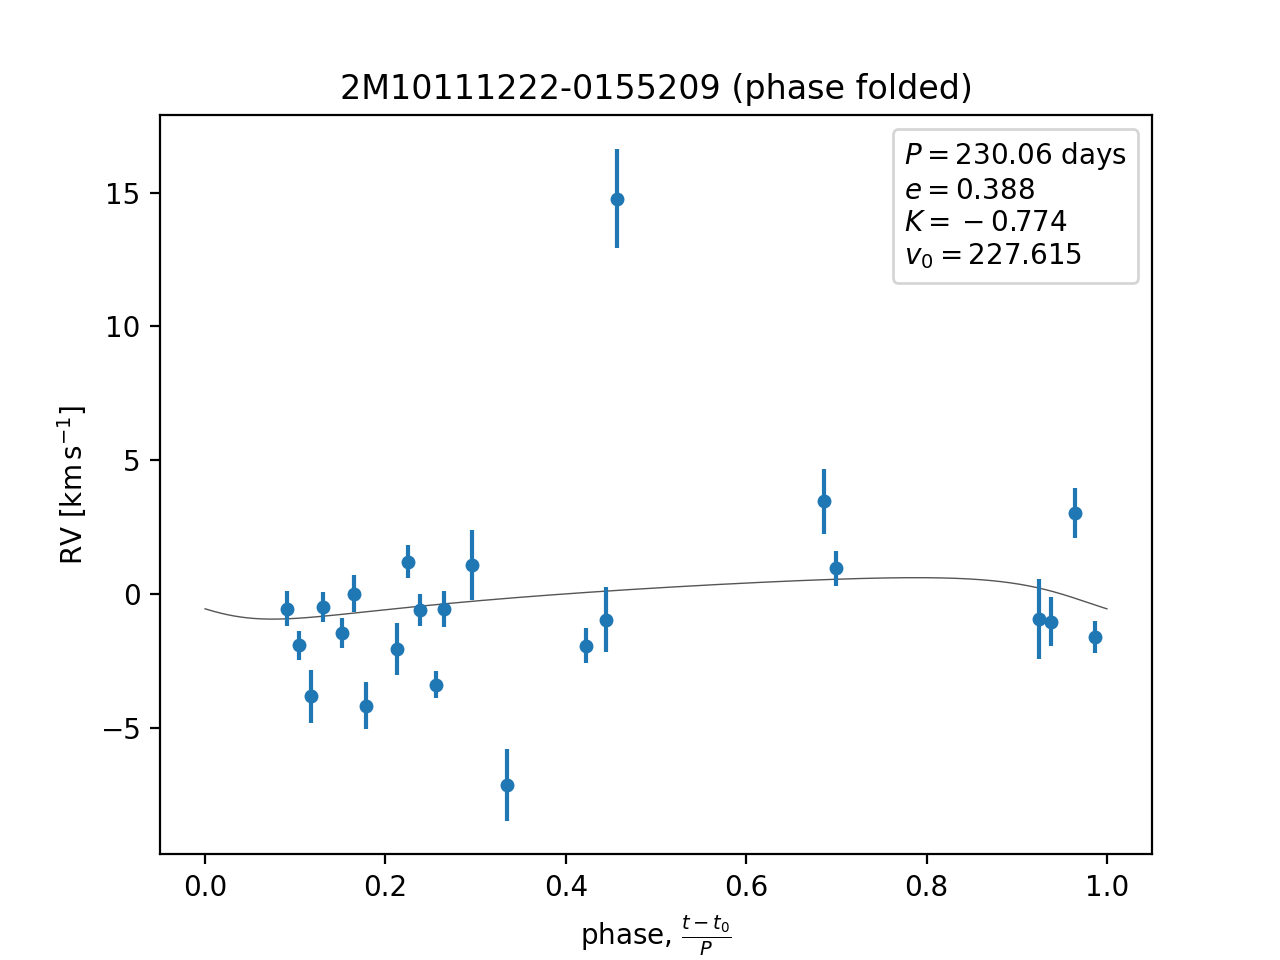 2M10111222-0155209 (phase folded)
P = 230.06 days
e = 0.388
K = −0.774
v₀ = 227.615
15
10
5
0
−5
RV [km s⁻¹]
0.0 0.2 0.4 0.6 0.8 1.0
phase, (t − t₀)/P